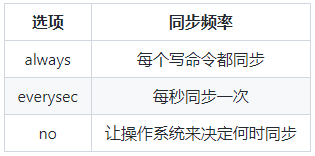 选项 同步频率
always 每个写命令都同步
everysec 每秒同步一次
no 让操作系统来决定何时同步